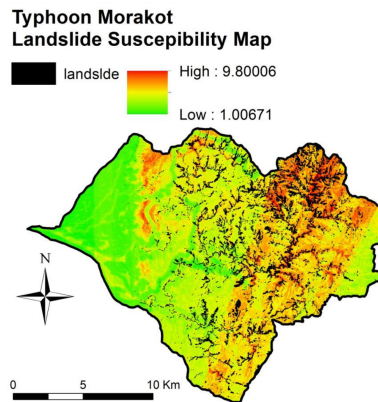 Typhoon Morakot
Landslide Suscepibility Map
landslde
High : 9.80006
Low : 1.00671
N
0 5 10 Km